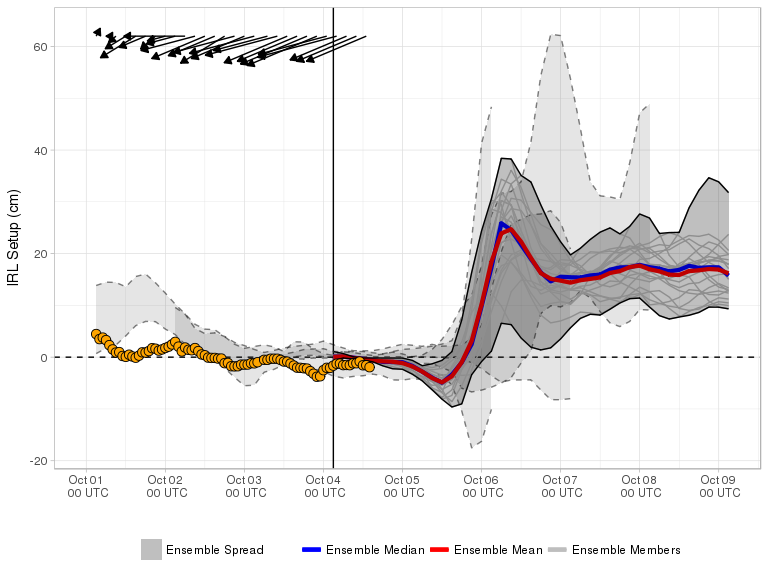 60
40
20
0
-20
IRL Setup (cm)
Oct 01 Oct 02 Oct 03 Oct 04 Oct 05 Oct 06 Oct 07 Oct 08 Oct 09
00 UTC 00 UTC 00 UTC 00 UTC 00 UTC 00 UTC 00 UTC 00 UTC 00 UTC
Ensemble Spread Ensemble Median Ensemble Mean Ensemble Members